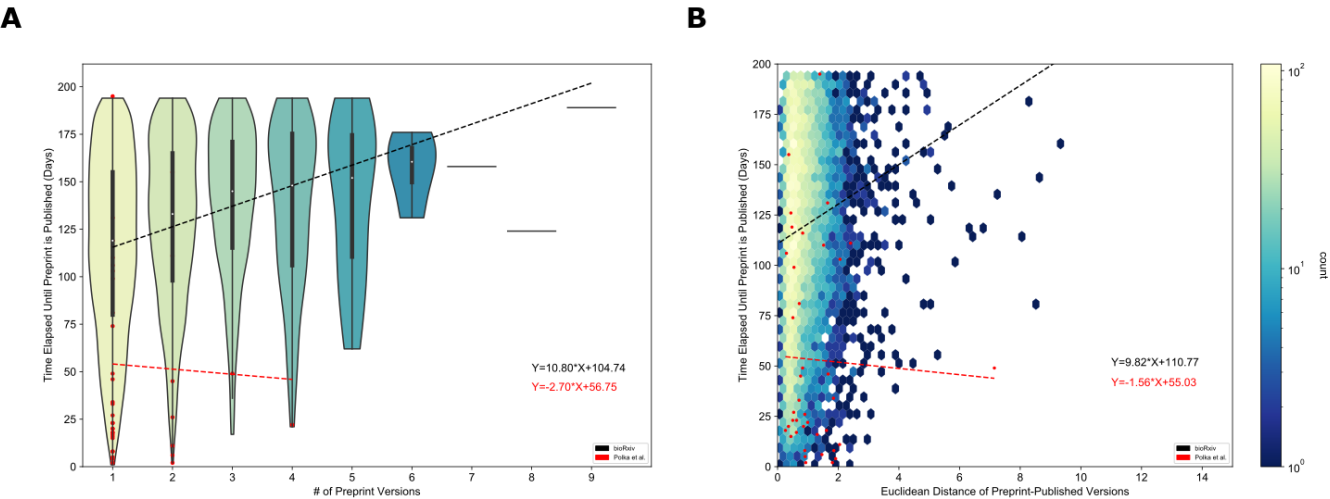 A
B
200
175
150
125
100
75
50
25
0
Time Elapsed Until Preprint is Published (Days)
Y=10.80*X+104.74
Y=-2.70*X+56.75
bioRxiv
Polka et al.
1 2 3 4 5 6 7 8 9
# of Preprint Versions
200
175
150
125
100
75
50
25
0
Time Elapsed Until Preprint is Published (Days)
Y=9.82*X+110.77
Y=-1.56*X+55.03
bioRxiv
Polka et al.
0 2 4 6 8 10 12 14
Euclidean Distance of Preprint-Published Versions
10²
10¹
10⁰
count